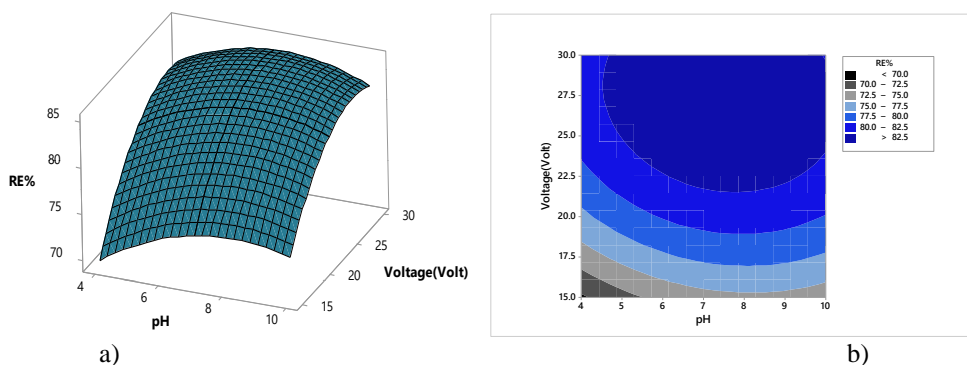 85
80
RE%
75
70
4
6
8
10
pH
15
20
25
30
Voltage(Volt)
a)
Voltage(Volt)
30.0
27.5
25.0
22.5
20.0
17.5
15.0
4
5
6
7
8
9
10
pH
RE%
< 70.0
70.0 – 72.5
72.5 – 75.0
75.0 – 77.5
77.5 – 80.0
80.0 – 82.5
> 82.5
b)